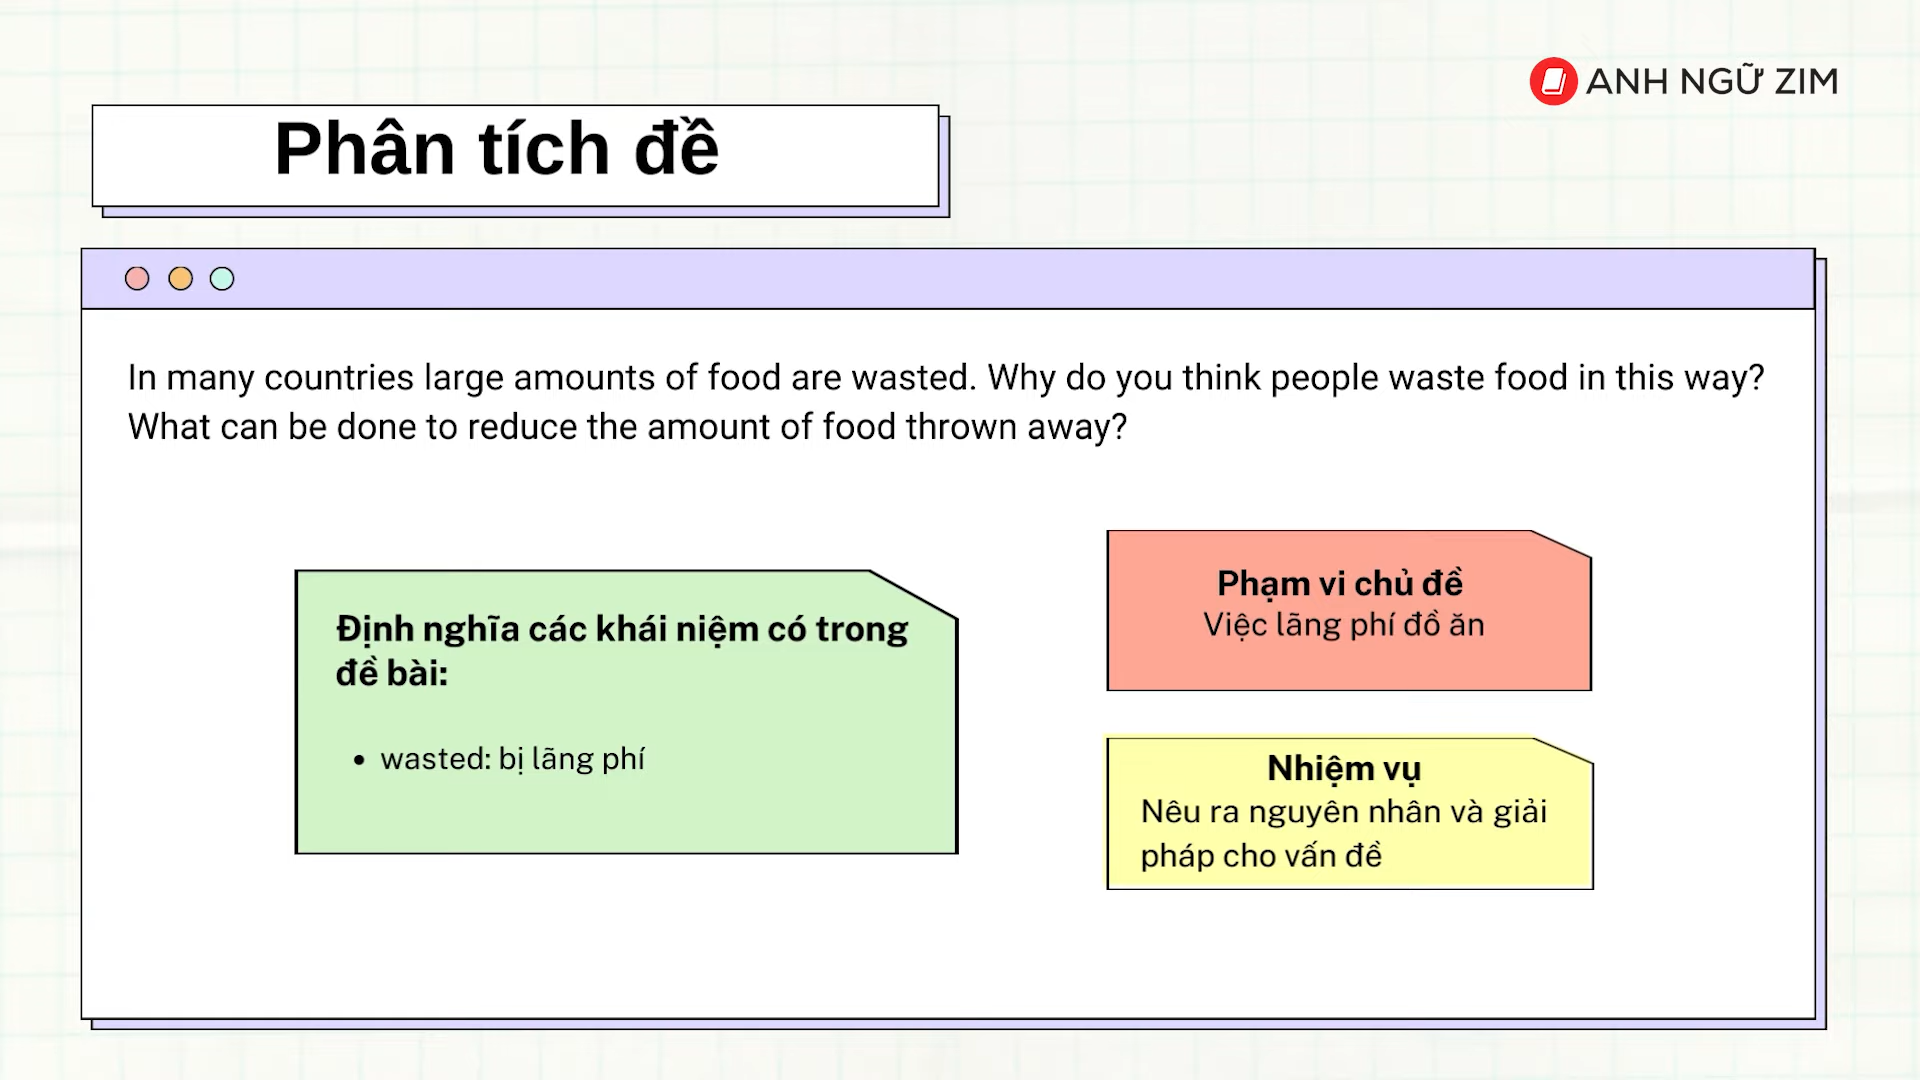 ANH NGỮ ZIM
Phân tích đề
In many countries large amounts of food are wasted. Why do you think people waste food in this way?
What can be done to reduce the amount of food thrown away?
Định nghĩa các khái niệm có trong
đề bài:
• wasted: bị lãng phí
Phạm vi chủ đề
Việc lãng phí đồ ăn
Nhiệm vụ
Nêu ra nguyên nhân và giải
pháp cho vấn đề